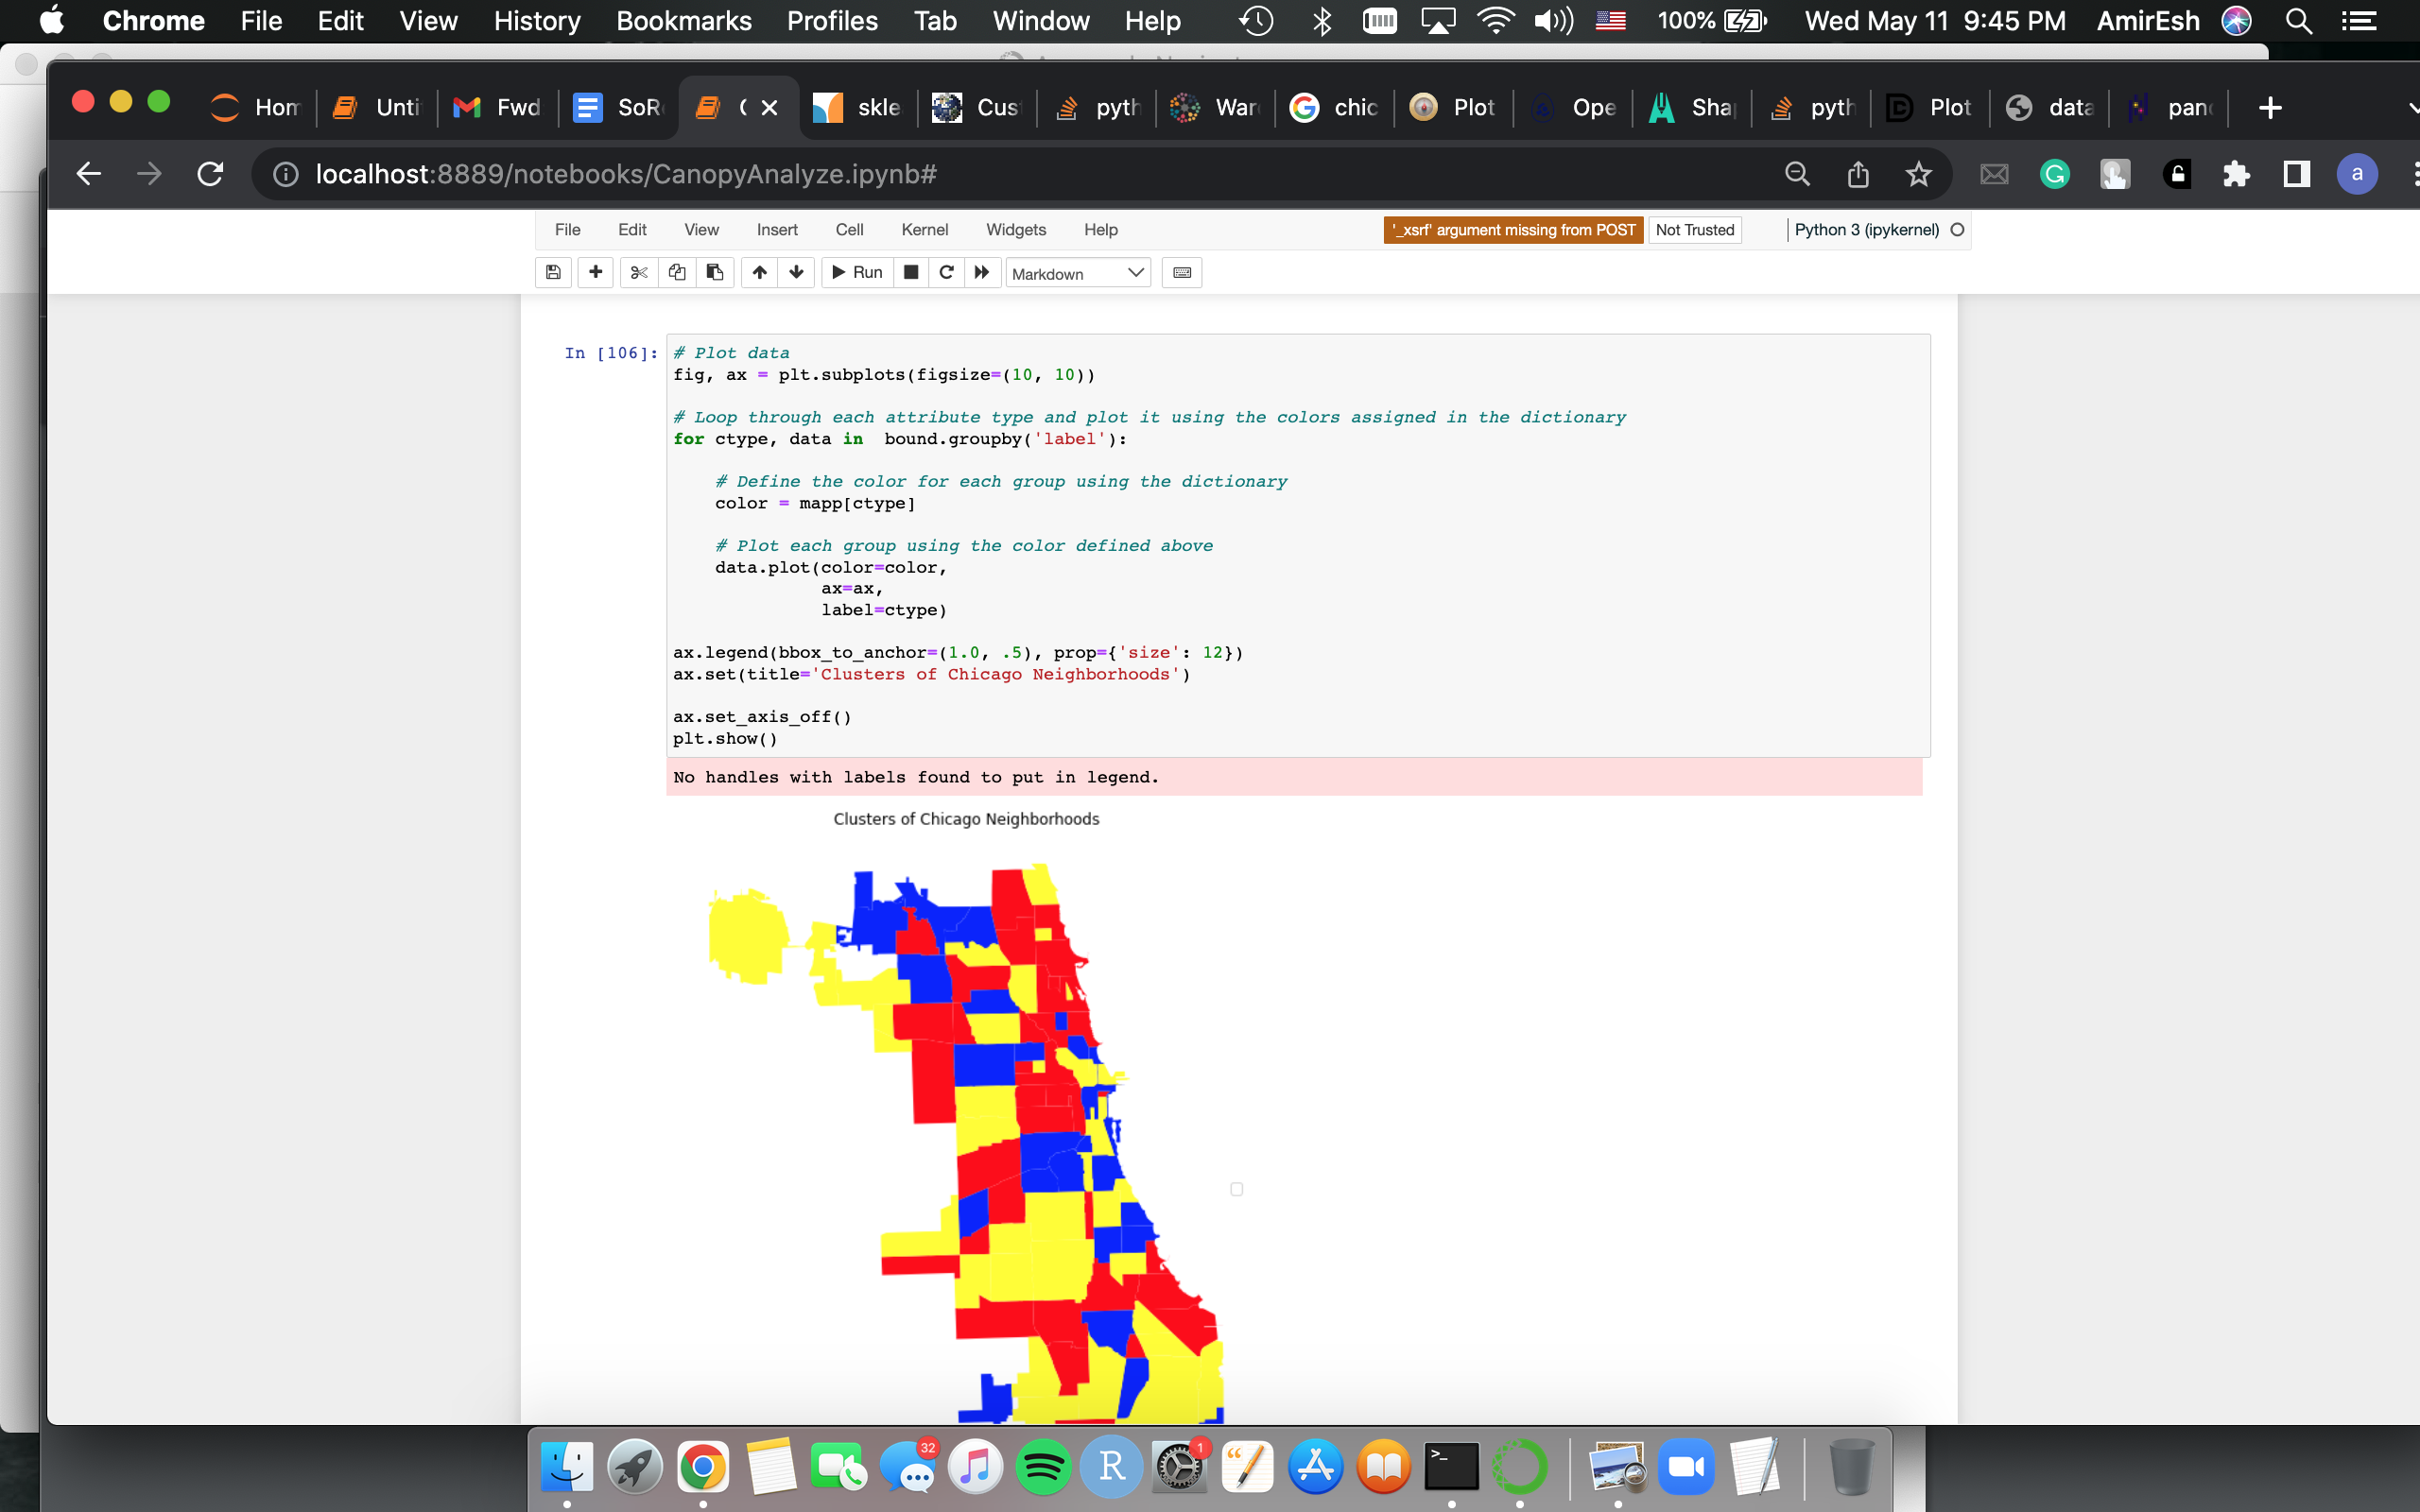 Chrome File Edit View History Bookmarks Profiles Tab Window Help 100% Wed May 11 9:45 PM AmirEsh
Hom Unti Fwd SoR ( skle Cus pyth War chic Plot Ope Sha pyth Plot data pan
localhost:8889/notebooks/CanopyAnalyze.ipynb# a
File Edit View Insert Cell Kernel Widgets Help '_xsrf' argument missing from POST Not Trusted Python 3 (ipykernel)
Run Markdown
In [106]: # Plot data
fig, ax = plt.subplots(figsize=(10, 10))
# Loop through each attribute type and plot it using the colors assigned in the dictionary
for ctype, data in  bound.groupby('label'):
    # Define the color for each group using the dictionary
    color = mapp[ctype]
    # Plot each group using the color defined above
    data.plot(color=color,
              ax=ax,
              label=ctype)
ax.legend(bbox_to_anchor=(1.0, .5), prop={'size': 12})
ax.set(title='Clusters of Chicago Neighborhoods')
ax.set_axis_off()
plt.show()
No handles with labels found to put in legend.
Clusters of Chicago Neighborhoods
32 R 1